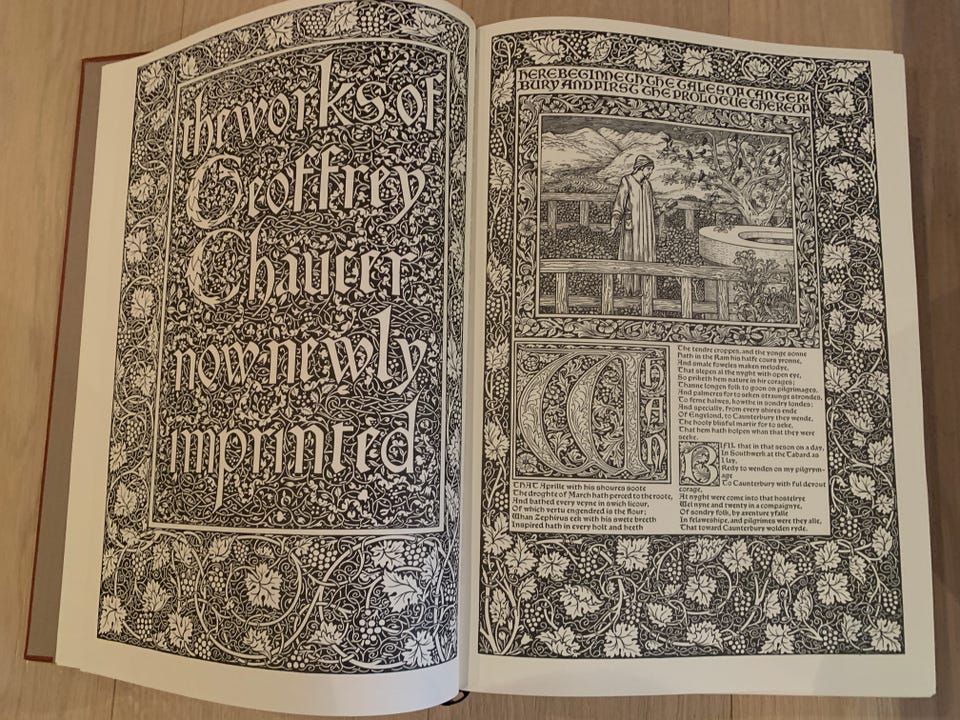 the works of
Geoffrey
Chaucer
now newly
imprinted
HERE BEGINNETH THE TALES OF CANTER
BURY AND FIRST THE PROLOGUE THEREOF
WHAN
THAT Aprille with his shoures soote
The droghte of March hath perced to the roote,
And bathed every veyne in swich licour,
Of which vertu engendred is the flour;
Whan Zephirus eek with his swete breeth
Inspired hath in every holt and heeth
The tendre croppes, and the yonge sonne
Hath in the Ram his halfe cours yronne,
And smale foweles maken melodye,
That slepen al the nyght with open eye,
So priketh hem nature in hir corages;
Thanne longen folk to goon on pilgrimages,
And palmeres for to seken straunge strondes,
To ferne halwes, kowthe in sondry londes;
And specially, from every shires ende
Of Engelond, to Caunterbury they wende,
The hooly blisful martir for to seke,
That hem hath holpen whan that they were
seeke.
BIFIL that in that seson on a day,
In Southwerk at the Tabard as
I lay,
Redy to wenden on my pilgrym-
age
To Caunterbury with ful devout
corage,
At nyght were come into that hostelrye
Wel nyne and twenty in a compaignye,
Of sondry folk, by aventure yfalle
In felaweshipe, and pilgrimes were they alle,
That toward Caunterbury wolden ryde.